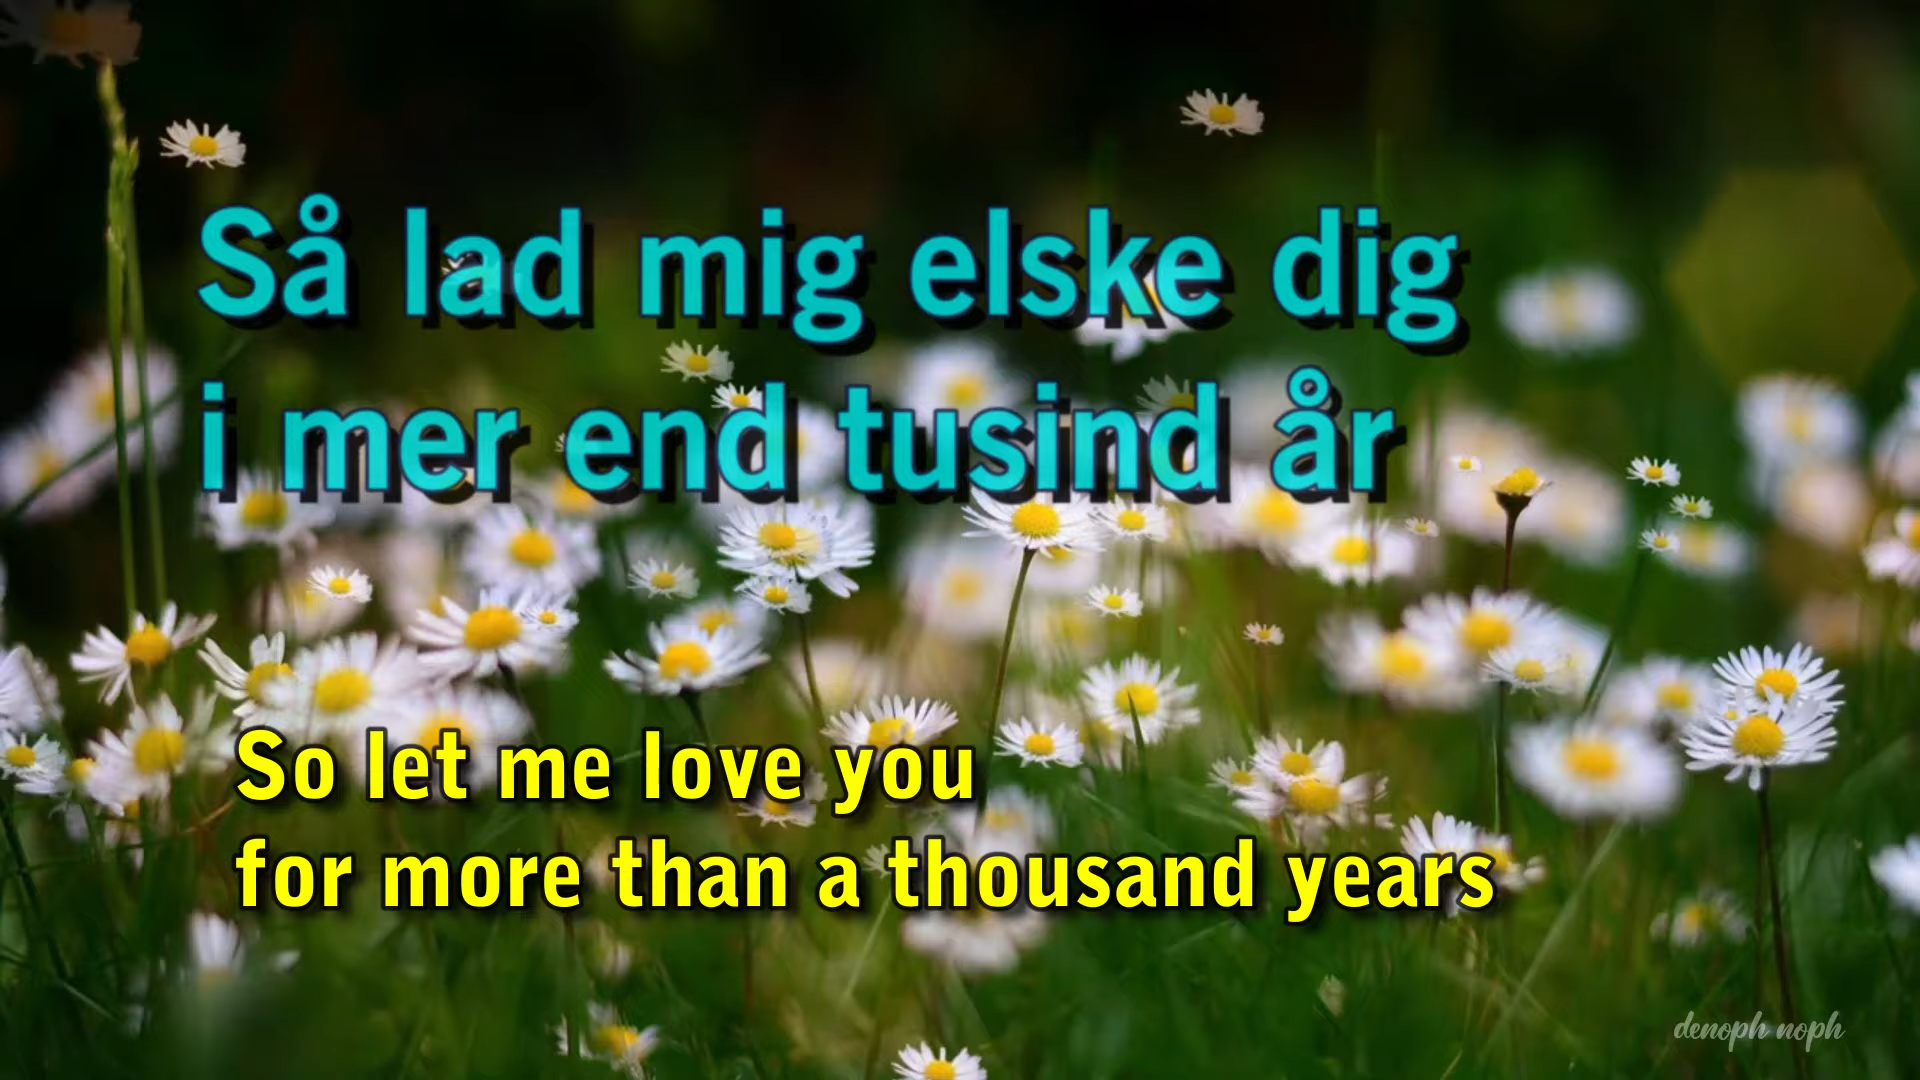 Så lad mig elske dig
i mer end tusind år
So let me love you
for more than a thousand years
denoph noph